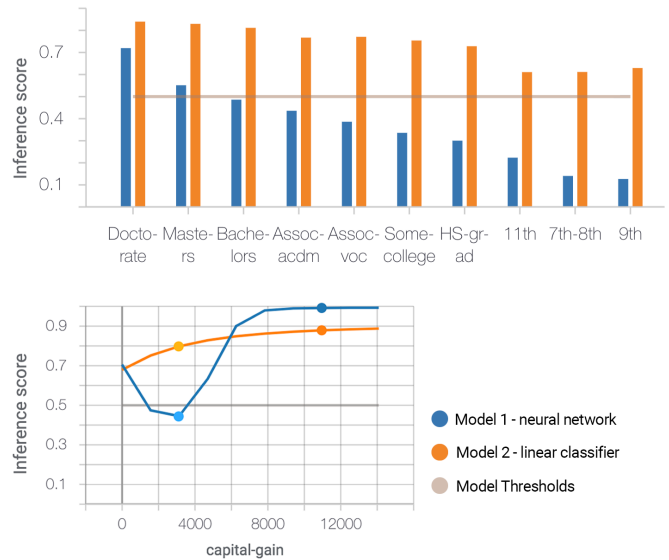 Inference score
0.7
0.4
0.1
Docto- Maste- Bache- Assoc- Assoc- Some- HS-gr- 11th 7th-8th 9th
rate rs lors acdm voc college ad
Inference score
0.9
0.7
0.5
0.3
0.1
0 4000 8000 12000
capital-gain
Model 1 - neural network
Model 2 - linear classifier
Model Thresholds